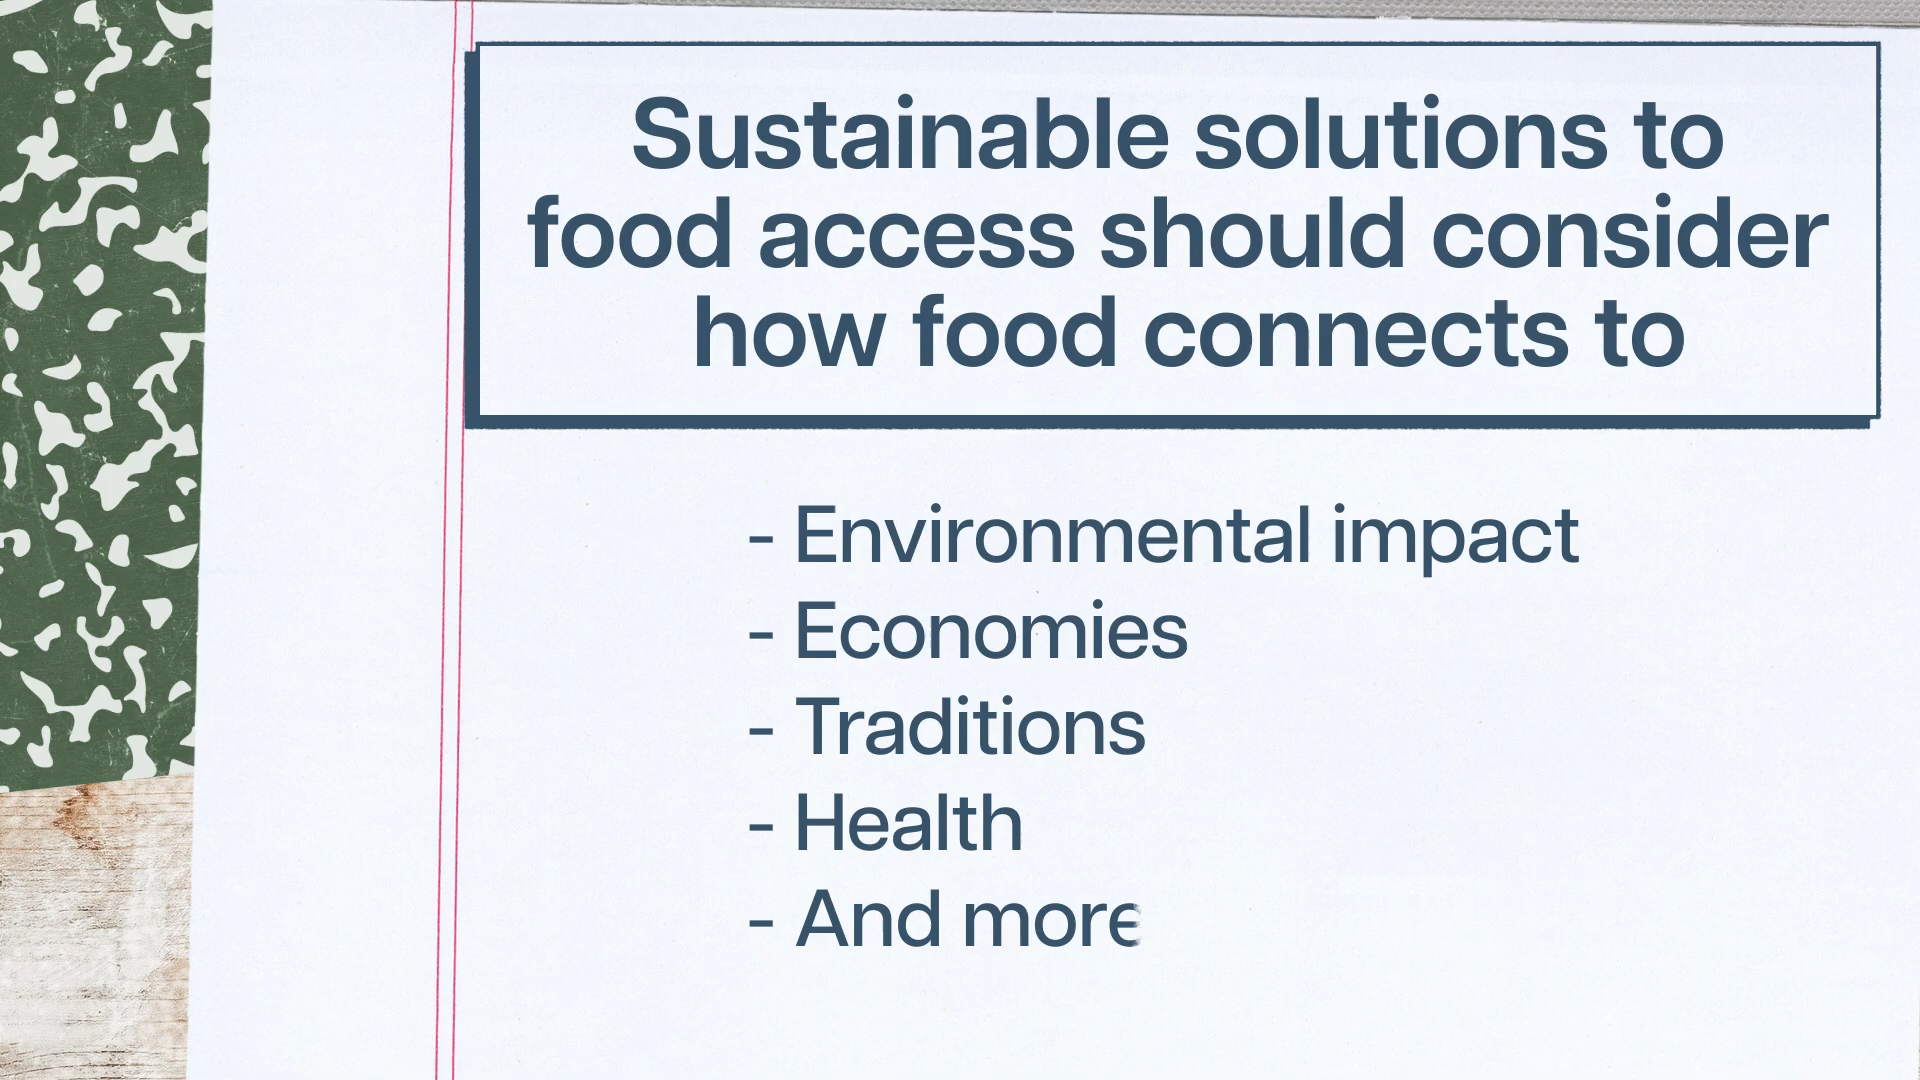 Sustainable solutions to
food access should consider
how food connects to
- Environmental impact
- Economies
- Traditions
- Health
- And more